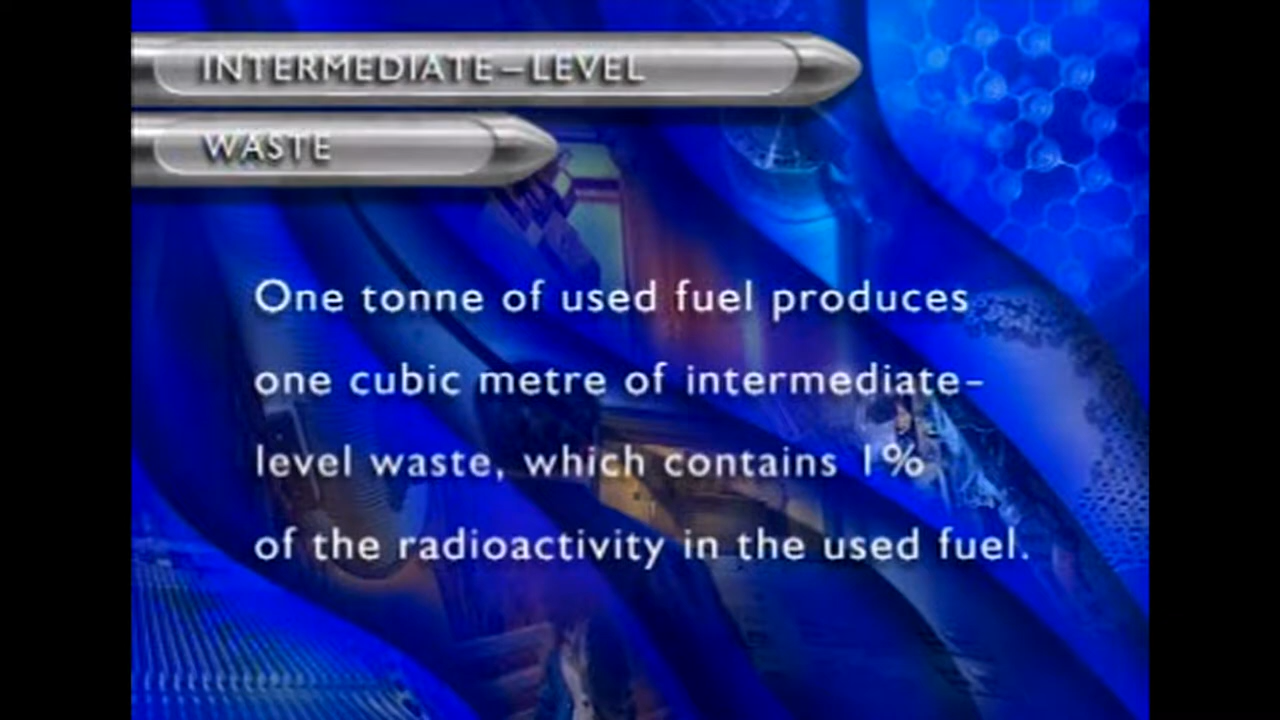 INTERMEDIATE–LEVEL
WASTE
One tonne of used fuel produces
one cubic metre of intermediate–
level waste, which contains 1%
of the radioactivity in the used fuel.